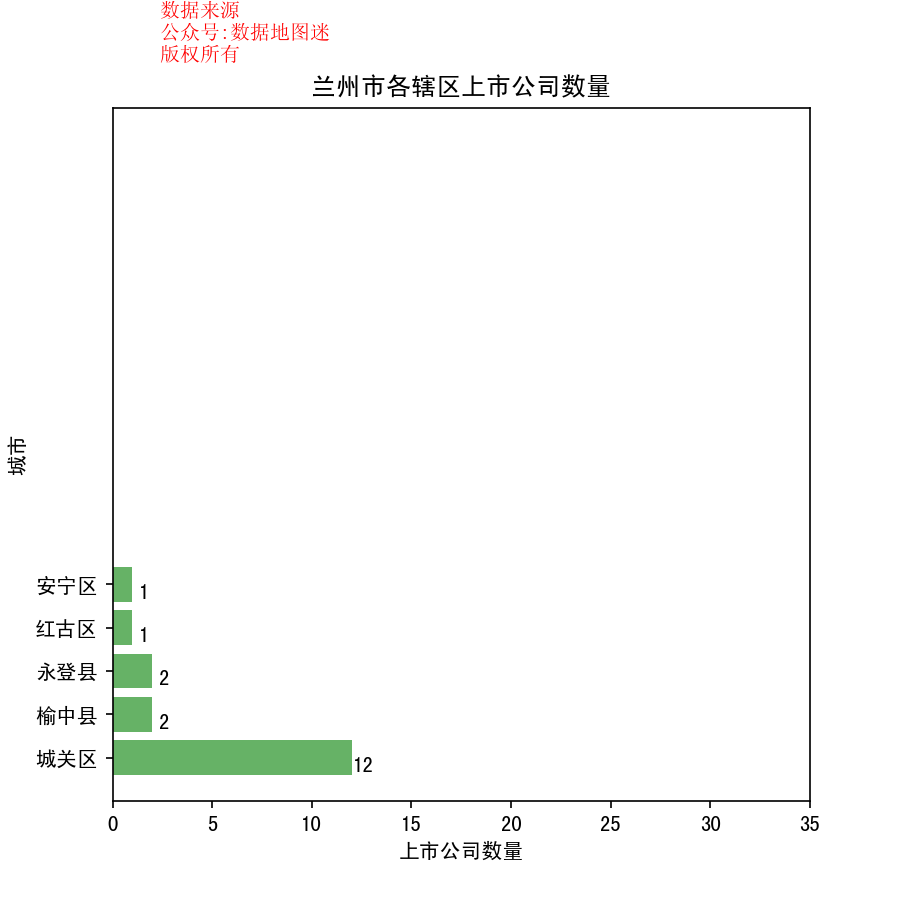 数据来源
公众号:数据地图迷
版权所有
兰州市各辖区上市公司数量
城市
安宁区 1
红古区 1
永登县 2
榆中县 2
城关区 12
0 5 10 15 20 25 30 35
上市公司数量